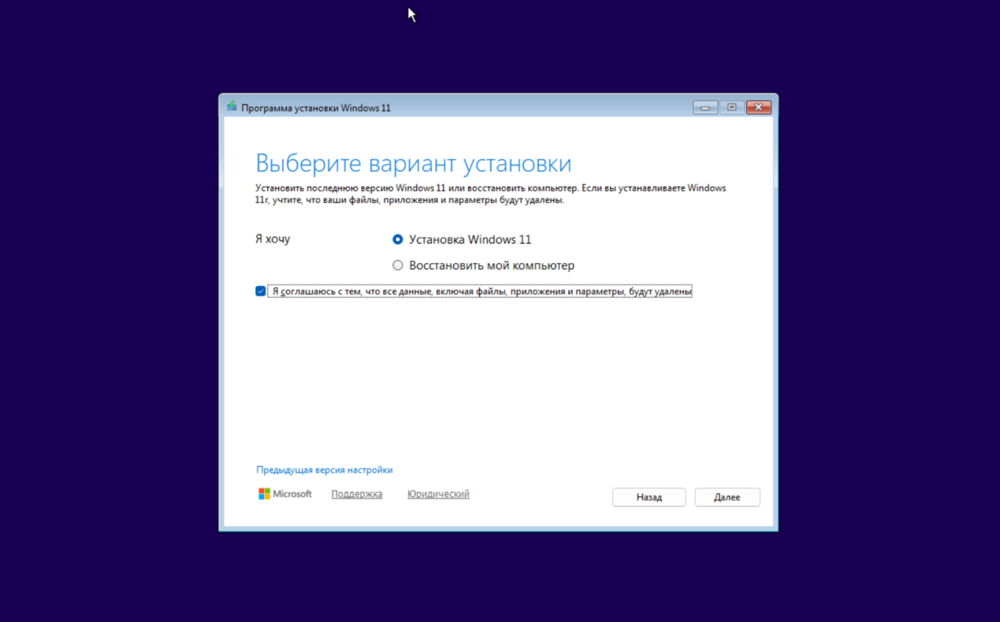 Программа установки Windows 11
Выберите вариант установки
Установить последнюю версию Windows 11 или восстановить компьютер. Если вы устанавливаете Windows
11r, учтите, что ваши файлы, приложения и параметры будут удалены.
Я хочу
Установка Windows 11
Восстановить мой компьютер
Я соглашаюсь с тем, что все данные, включая файлы, приложения и параметры, будут удалены
Предыдущая версия настройки
Microsoft Поддержка Юридический Назад Далее